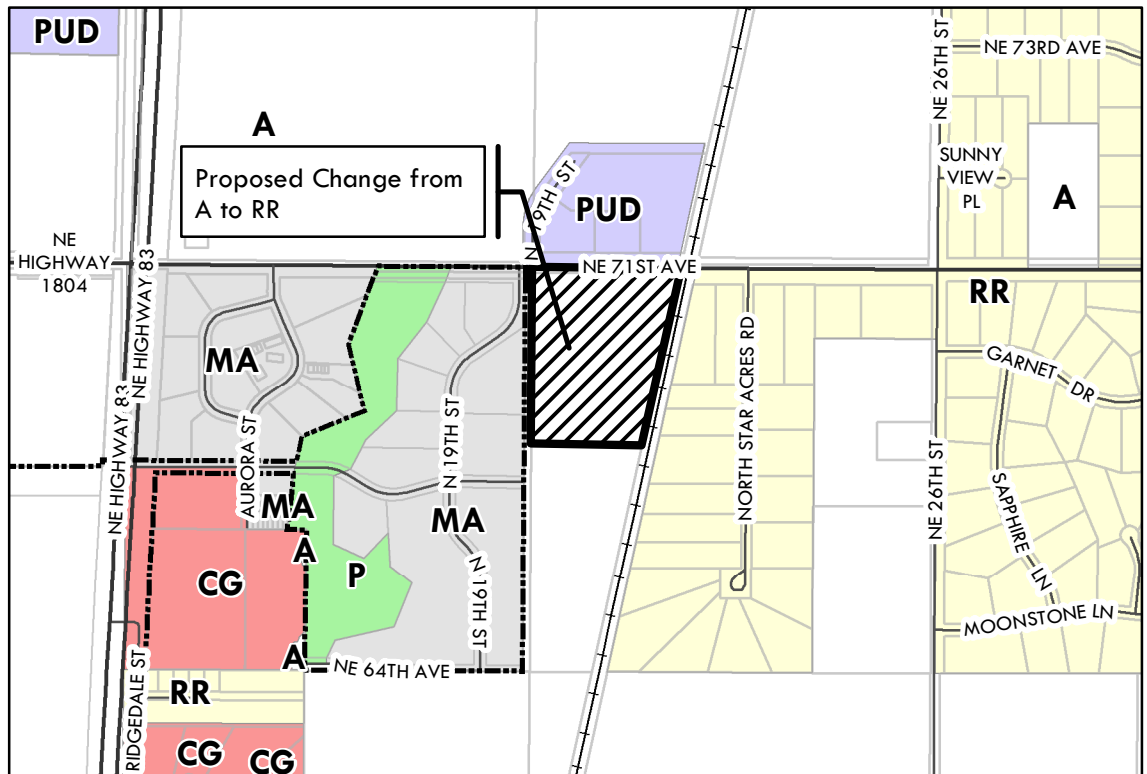 PUD
A
Proposed Change from
A to RR
N 19TH ST
PUD
NE 26TH ST
NE 73RD AVE
SUNNY
VIEW
PL
A
NE
HIGHWAY
1804
NE HIGHWAY 83
NE HIGHWAY 83
NE 71ST AVE
RR
MA
AURORA ST
N 19TH ST
NORTH STAR ACRES RD
GARNET DR
SAPPHIRE LN
NE 26TH ST
NE HIGHWAY 83
MA
A
MA
CG
P
N 19TH ST
MOONSTONE LN
A
NE 64TH AVE
RR
RIDGEDALE ST
CG
CG